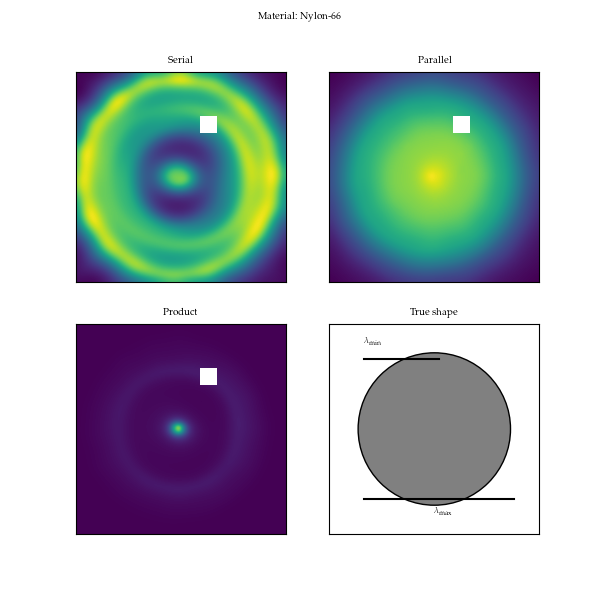 Material: Nylon-66
Serial
Parallel
Product
True shape
λmin
λmax